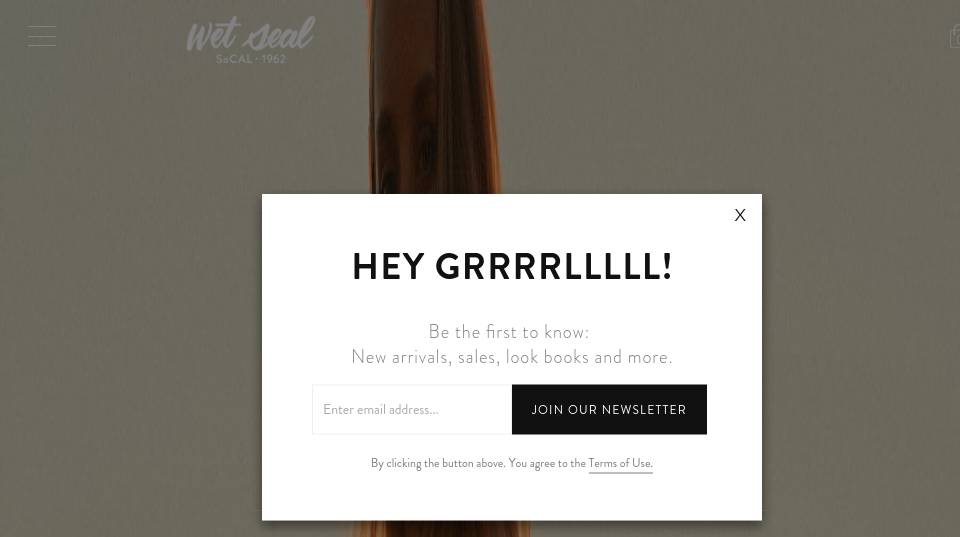 wet seal
SoCAL · 1962
X
HEY GRRRRLLLLL!
Be the first to know:
New arrivals, sales, look books and more.
Enter email address...
JOIN OUR NEWSLETTER
By clicking the button above. You agree to the Terms of Use.